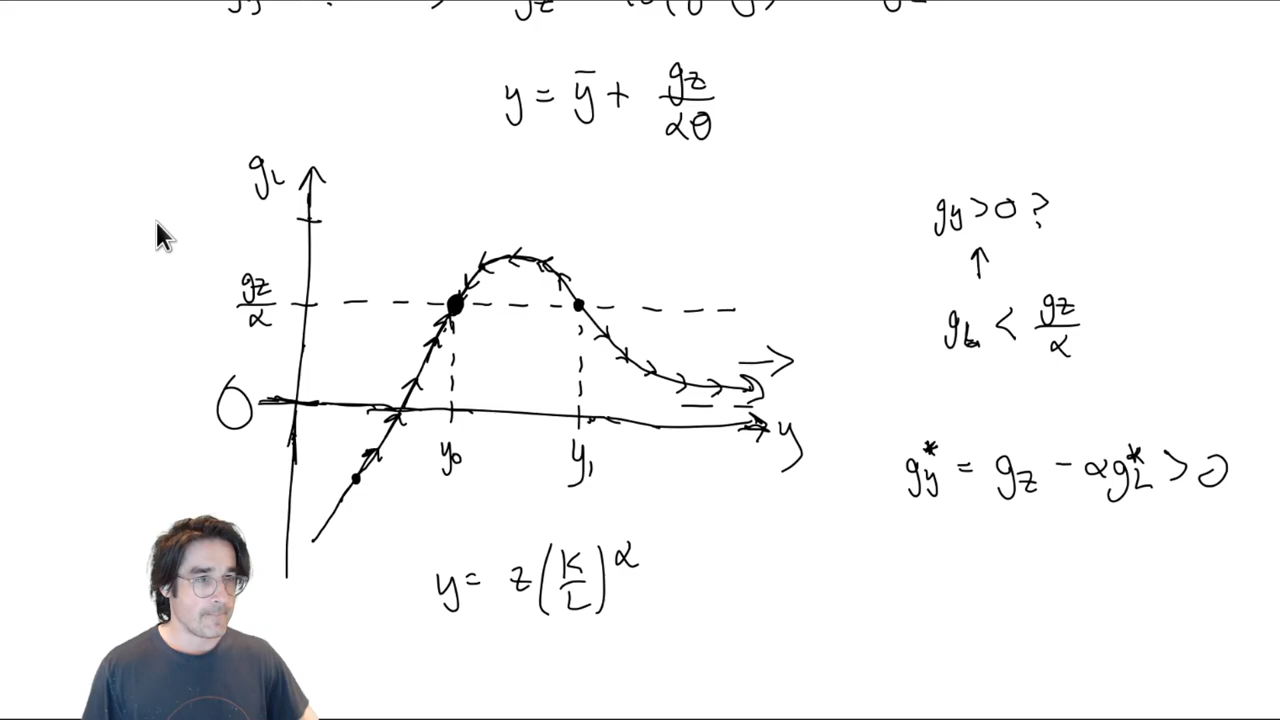 y = ȳ + gz/αθ
gL
gy > 0 ?
↑
gz/α
gL < gz/α
0
y
y₀ y₁
gy* = gz - αgL* > 0
y = z(K/L)^α